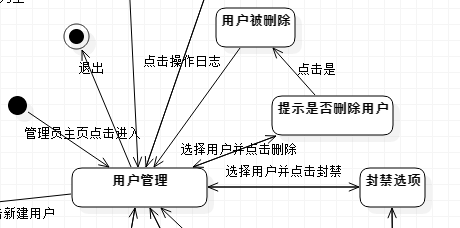 用户被删除
退出
点击操作日志
点击是
提示是否删除用户
管理员主页点击进入
选择用户并点击删除
选择用户并点击封禁
用户管理
封禁选项
新建用户